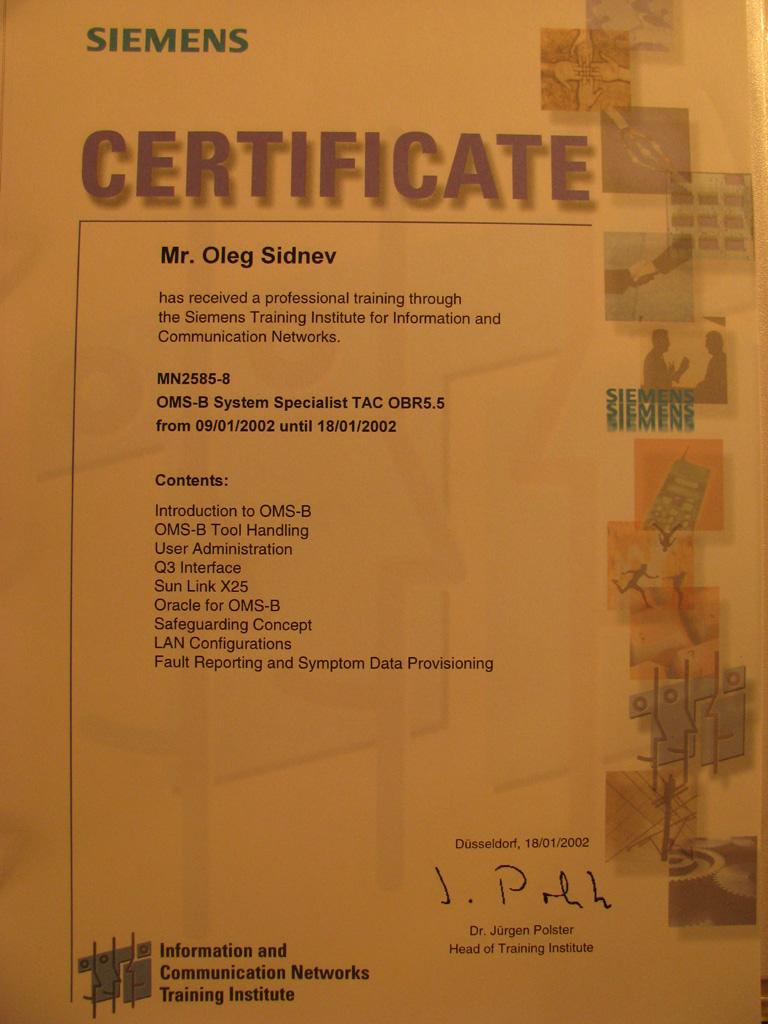 SIEMENS
CERTIFICATE
Mr. Oleg Sidnev
has received a professional training through
the Siemens Training Institute for Information and
Communication Networks.
MN2585-8
OMS-B System Specialist TAC OBR5.5
from 09/01/2002 until 18/01/2002
SIEMENS
SIEMENS
SIEMENS
Contents:
Introduction to OMS-B
OMS-B Tool Handling
User Administration
Q3 Interface
Sun Link X25
Oracle for OMS-B
Safeguarding Concept
LAN Configurations
Fault Reporting and Symptom Data Provisioning
Düsseldorf, 18/01/2002
J. Polster
Dr. Jürgen Polster
Head of Training Institute
Information and
Communication Networks
Training Institute